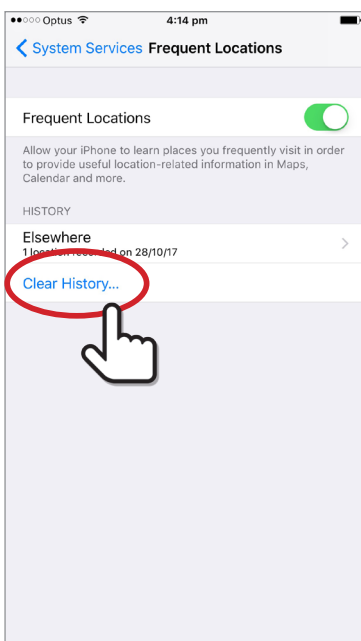 Optus 4:14 pm
System Services Frequent Locations
Frequent Locations
Allow your iPhone to learn places you frequently visit in order
to provide useful location-related information in Maps,
Calendar and more.
HISTORY
Elsewhere
1 location recorded on 28/10/17
Clear History...